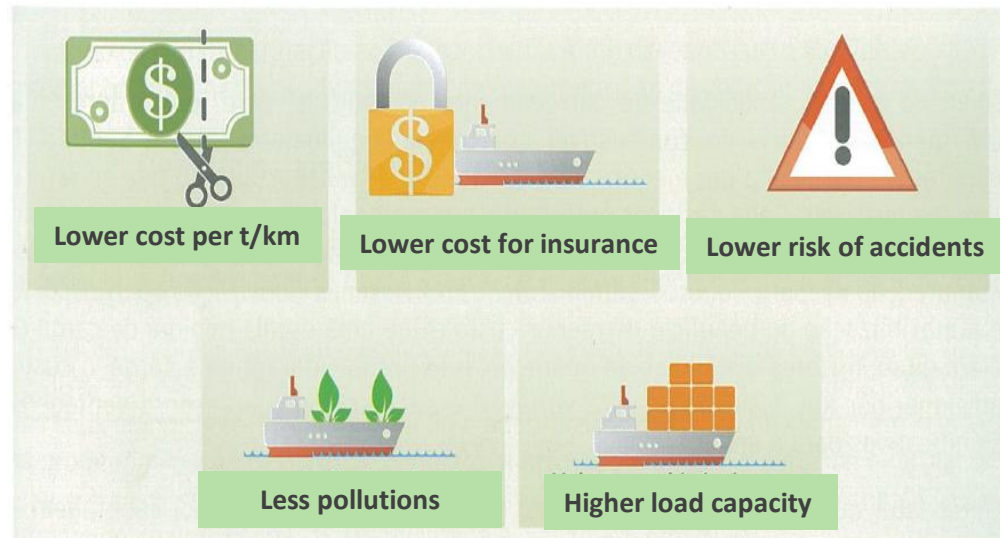 $
$
Lower cost per t/km
Lower cost for insurance
Lower risk of accidents
Less pollutions
Higher load capacity